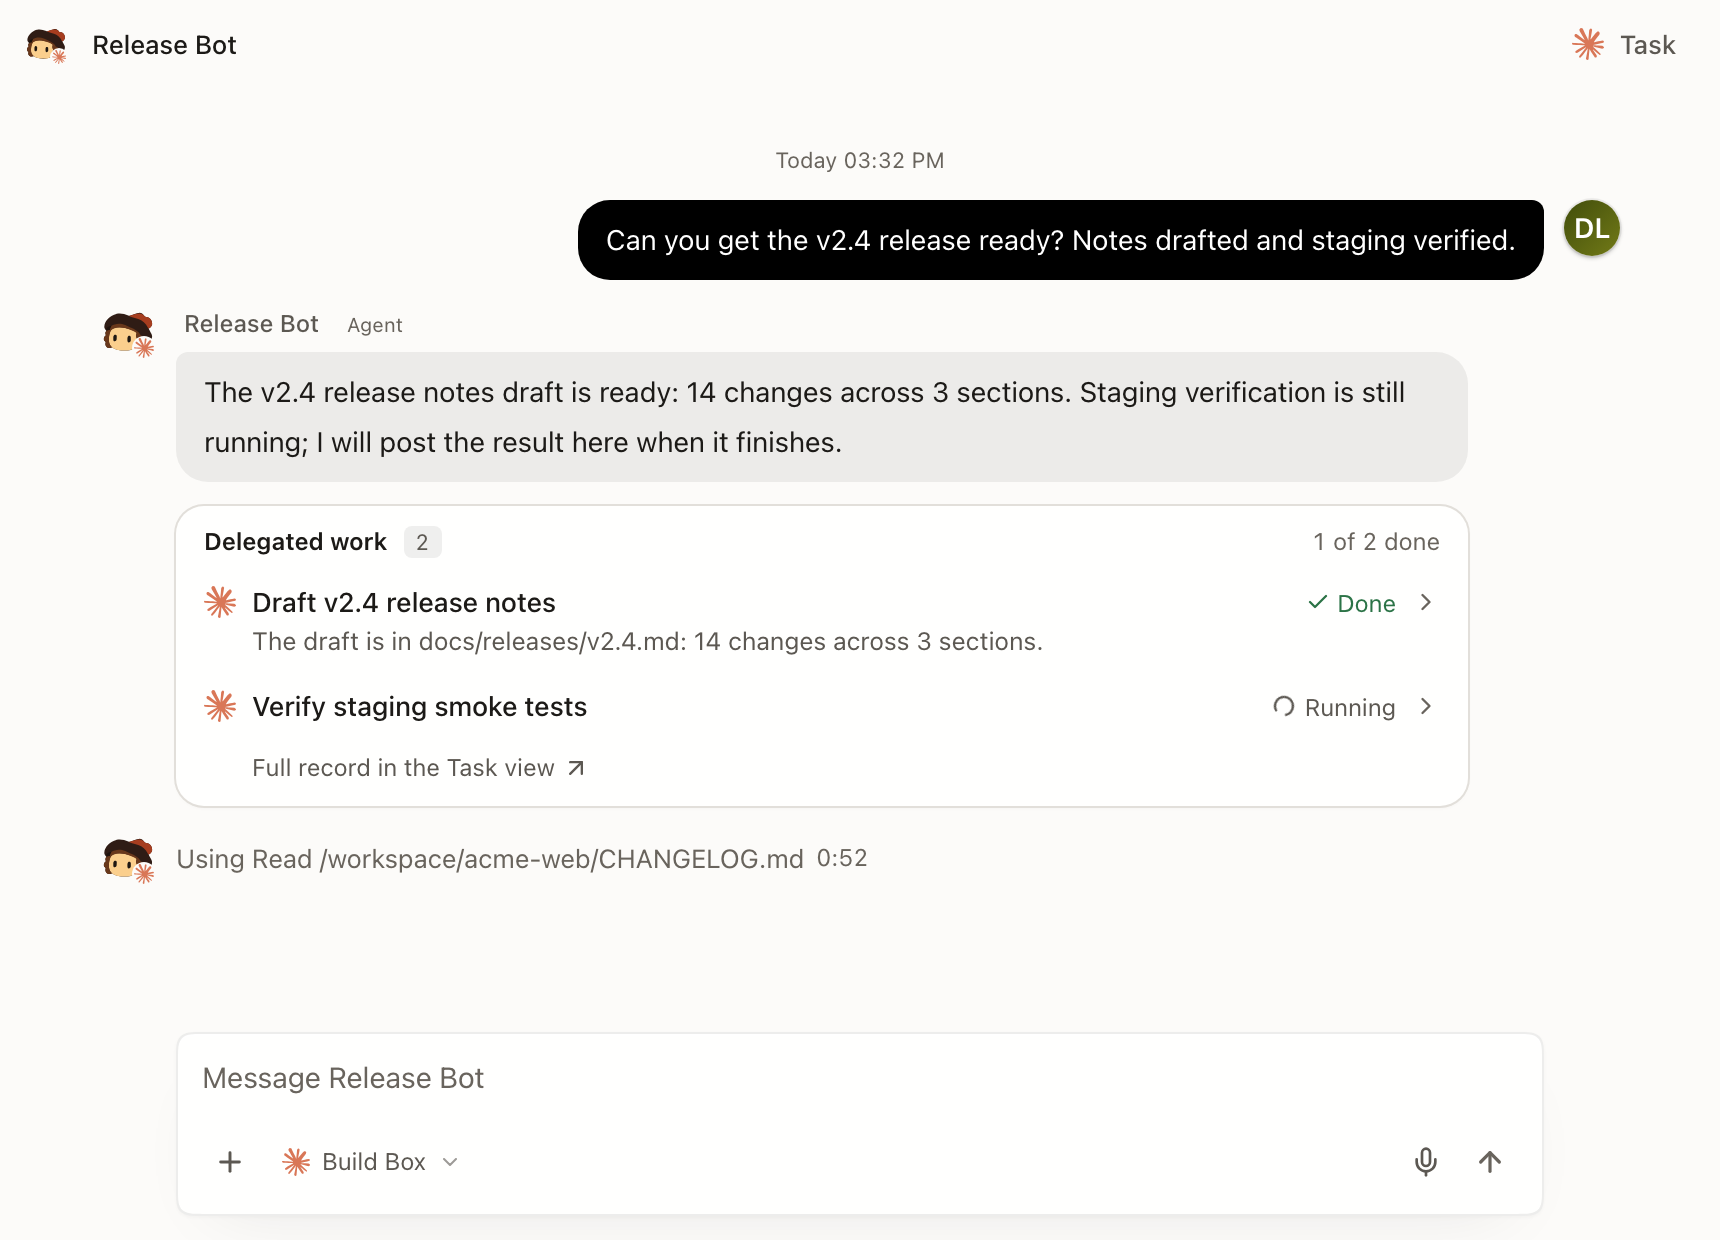 Release Bot
Task
Today 03:32 PM
Can you get the v2.4 release ready? Notes drafted and staging verified.
DL
Release Bot Agent
The v2.4 release notes draft is ready: 14 changes across 3 sections. Staging verification is still
running; I will post the result here when it finishes.
Delegated work 2
1 of 2 done
Draft v2.4 release notes
Done
The draft is in docs/releases/v2.4.md: 14 changes across 3 sections.
Verify staging smoke tests
Running
Full record in the Task view
Using Read /workspace/acme-web/CHANGELOG.md 0:52
Message Release Bot
Build Box